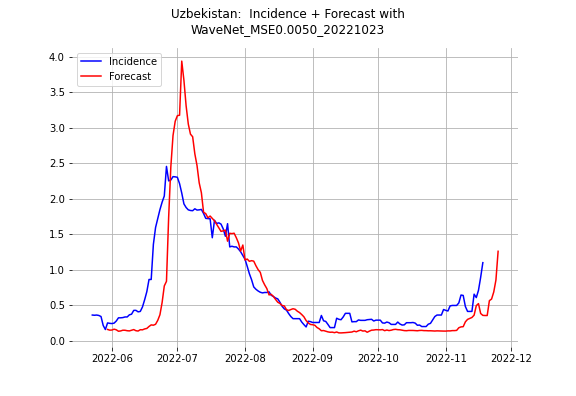 Uzbekistan:  Incidence + Forecast with
WaveNet_MSE0.0050_20221023
Incidence
Forecast
4.0
3.5
3.0
2.5
2.0
1.5
1.0
0.5
0.0
2022-06 2022-07 2022-08 2022-09 2022-10 2022-11 2022-12